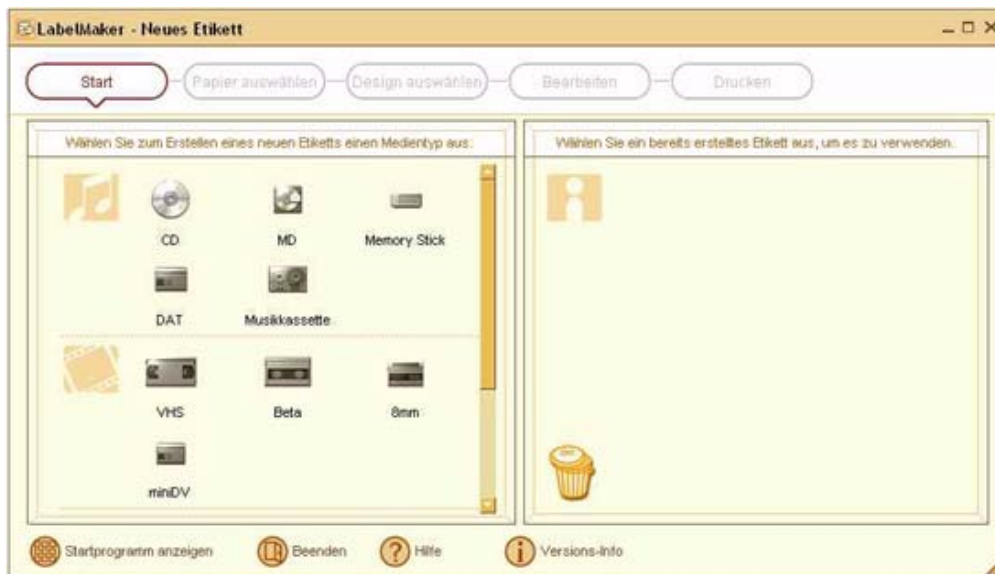 LabelMaker - Neues Etikett
Start
Papier auswählen
Design auswählen
Bearbeiten
Drucken
Wählen Sie zum Erstellen eines neuen Etiketts einen Medientyp aus.
CD
MD
Memory Stick
DAT
Musikkassette
VHS
Beta
8mm
miniDV
Wählen Sie ein bereits erstelltes Etikett aus, um es zu verwenden.
Startprogramm anzeigen
Beenden
Hilfe
Versions-Info